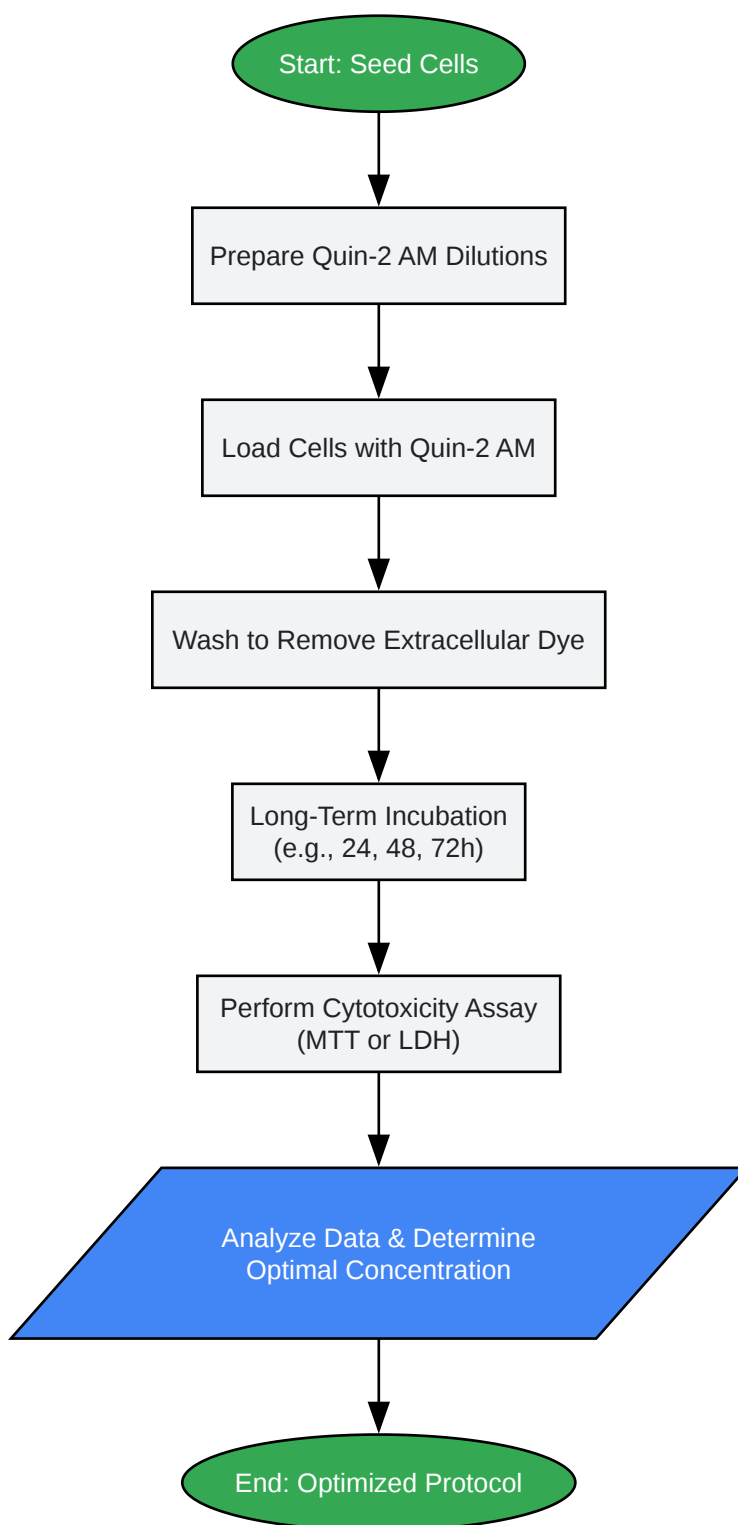 Start: Seed Cells
Prepare Quin-2 AM Dilutions
Load Cells with Quin-2 AM
Wash to Remove Extracellular Dye
Long-Term Incubation
(e.g., 24, 48, 72h)
Perform Cytotoxicity Assay
(MTT or LDH)
Analyze Data & Determine
Optimal Concentration
End: Optimized Protocol